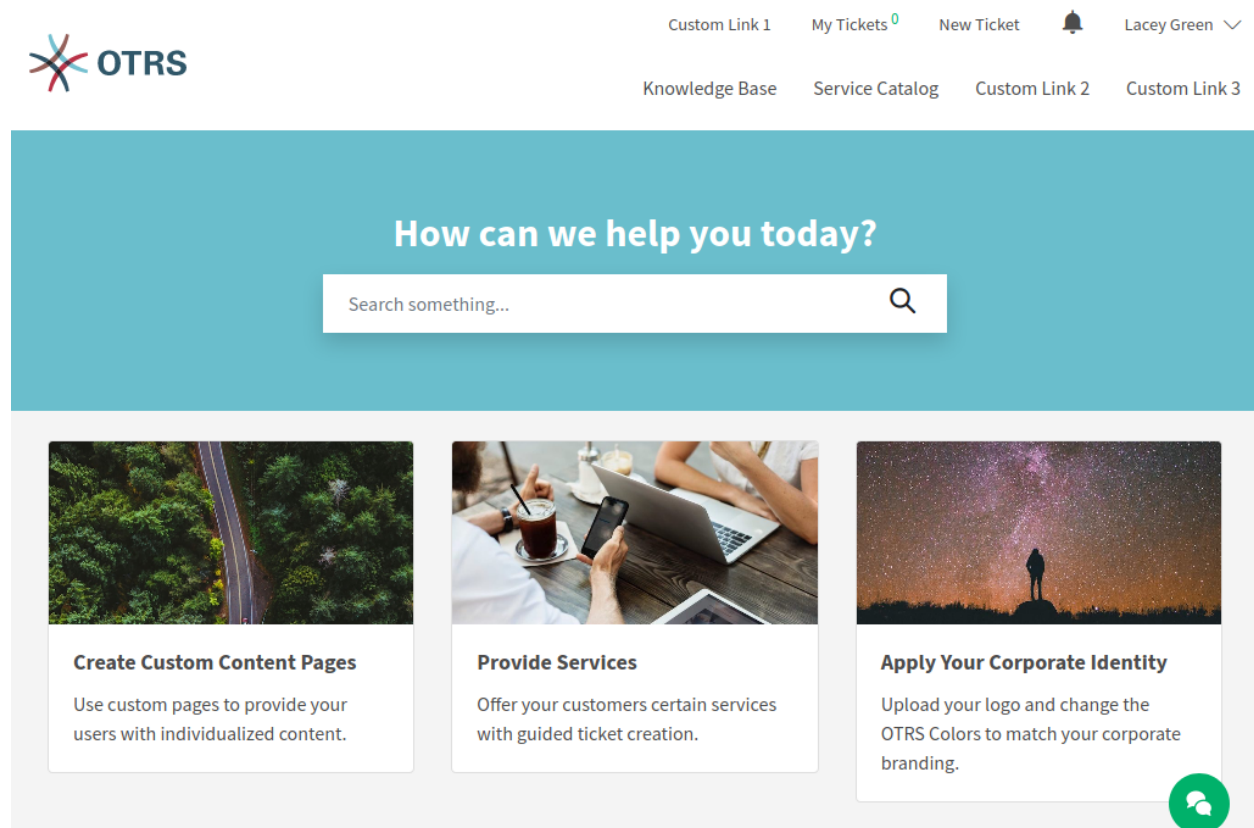 Custom Link 1 My Tickets 0 New Ticket Lacey Green
OTRS
Knowledge Base Service Catalog Custom Link 2 Custom Link 3
How can we help you today?
Search something...
Create Custom Content Pages
Use custom pages to provide your
users with individualized content.
Provide Services
Offer your customers certain services
with guided ticket creation.
Apply Your Corporate Identity
Upload your logo and change the
OTRS Colors to match your corporate
branding.